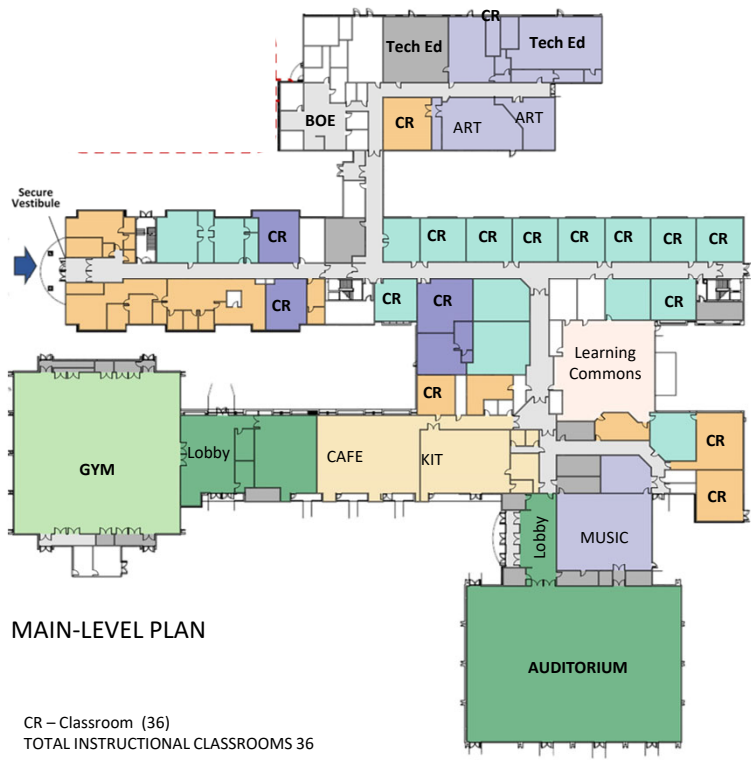 CR
Tech Ed
Tech Ed
BOE
CR
ART
ART
Secure
Vestibule
CR
CR
CR
CR
CR
CR
CR
CR
CR
CR
CR
CR
CR
Learning
Commons
CR
Lobby
CAFE
KIT
GYM
CR
CR
Lobby
MUSIC
MAIN-LEVEL PLAN
AUDITORIUM
CR – Classroom (36)
TOTAL INSTRUCTIONAL CLASSROOMS 36